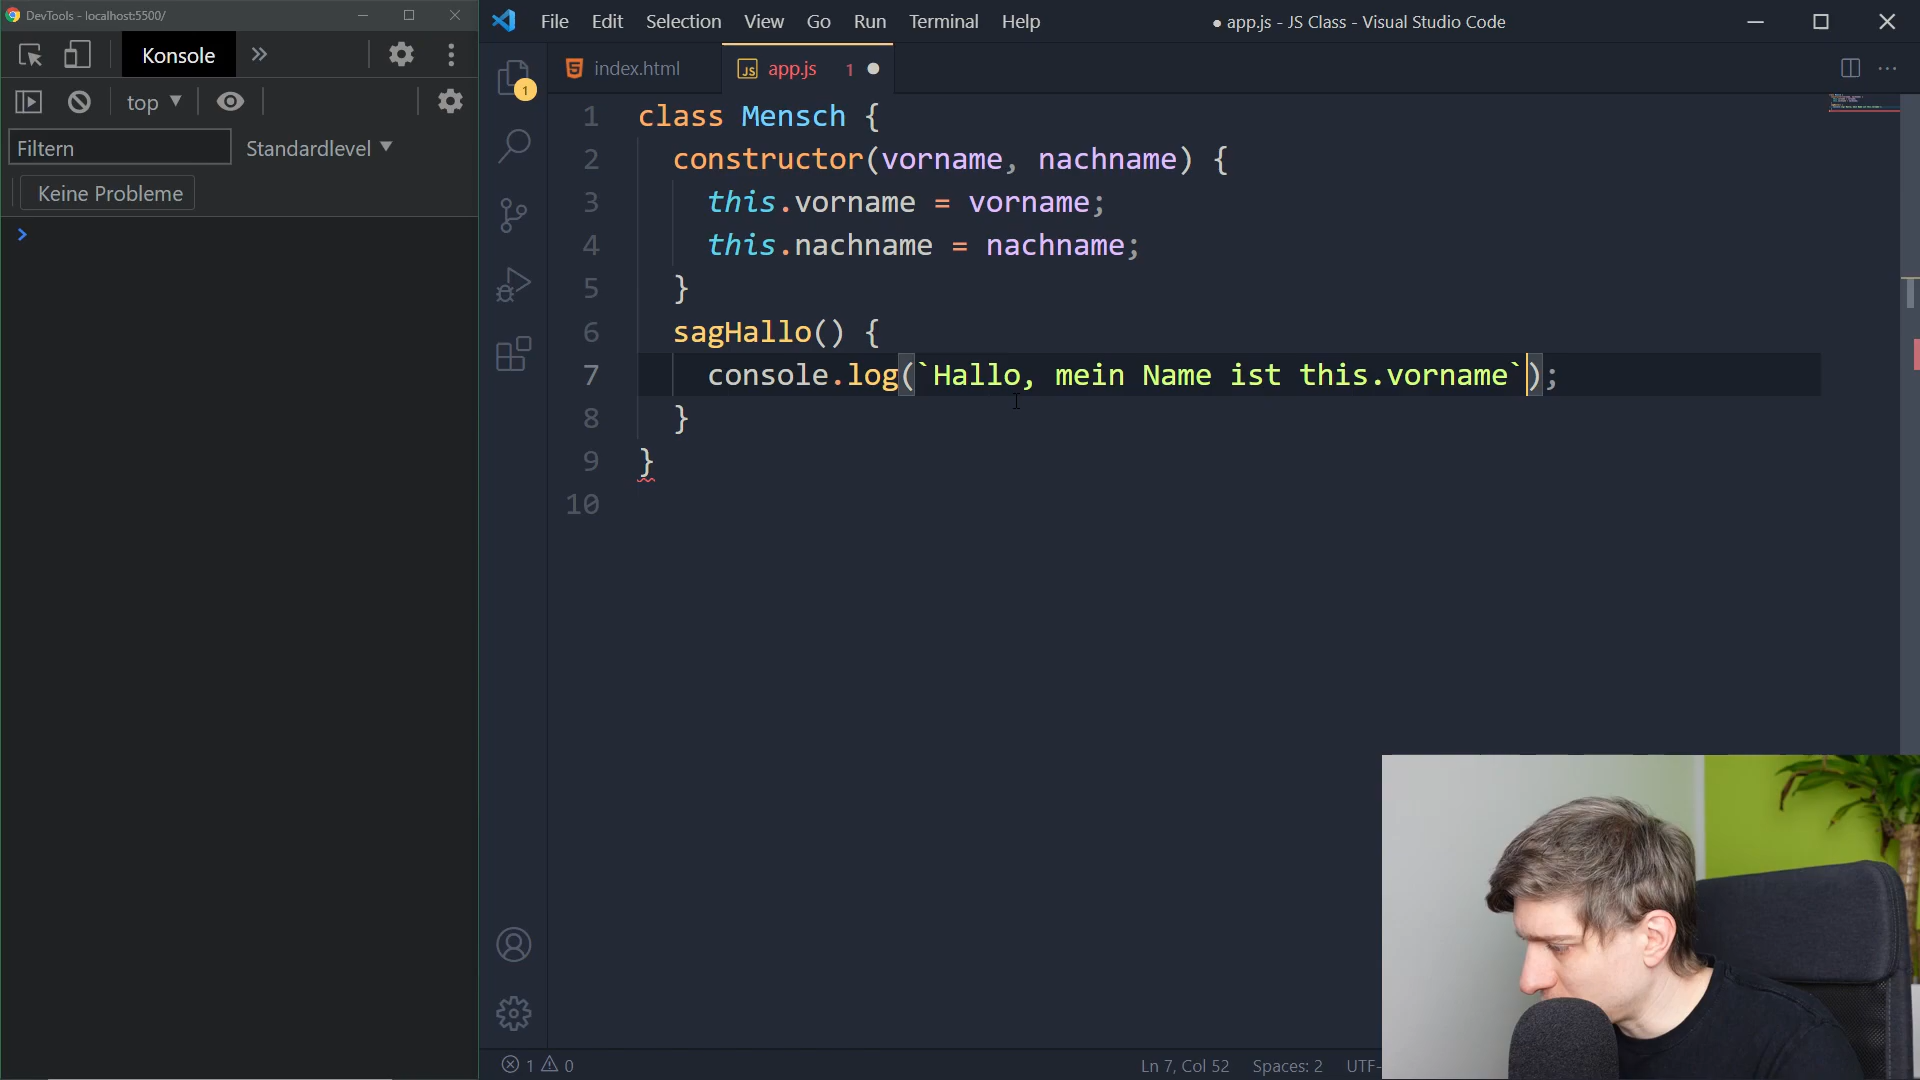 DevTools - localhost:5500/
Konsole
top
Filtern
Standardlevel
Keine Probleme
File Edit Selection View Go Run Terminal Help
● app.js - JS Class - Visual Studio Code
1
index.html
JS app.js 1 ●
1 class Mensch {
2 constructor(vorname, nachname) {
3 this.vorname = vorname;
4 this.nachname = nachname;
5 }
6 sagHallo() {
7 console.log(`Hallo, mein Name ist this.vorname`);
8 }
9 }
10
1 0
Ln 7, Col 52 Spaces: 2 UTF-